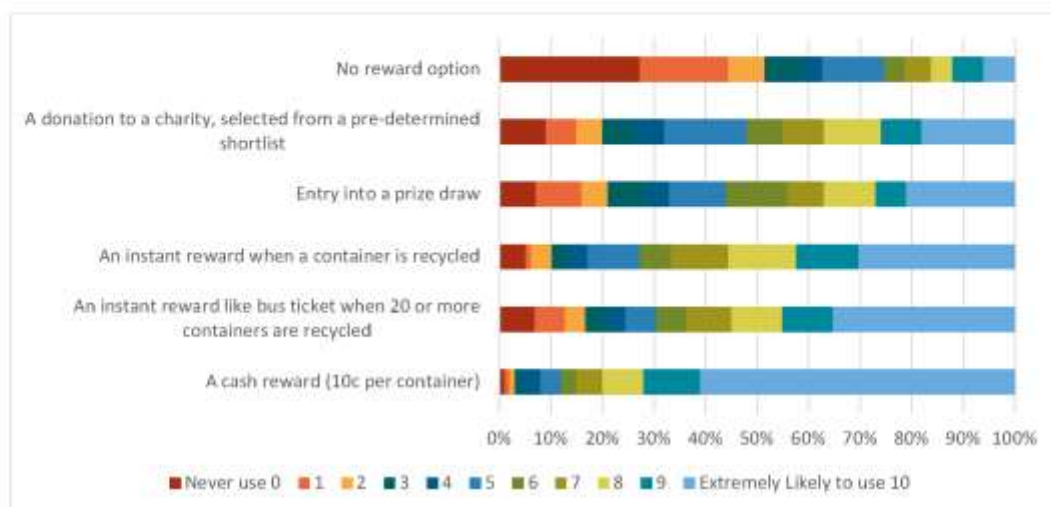 No reward option
A donation to a charity, selected from a pre-determined
shortlist
Entry into a prize draw
An instant reward when a container is recycled
An instant reward like bus ticket when 20 or more
containers are recycled
A cash reward (10c per container)
0% 10% 20% 30% 40% 50% 60% 70% 80% 90% 100%
Never use 0 1 2 3 4 5 6 7 8 9 Extremely Likely to use 10